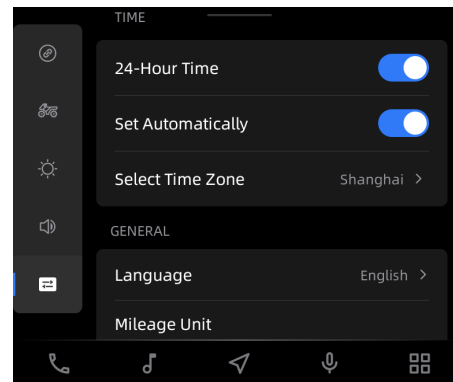 TIME
24-Hour Time
Set Automatically
Select Time Zone Shanghai >
GENERAL
Language English >
Mileage Unit